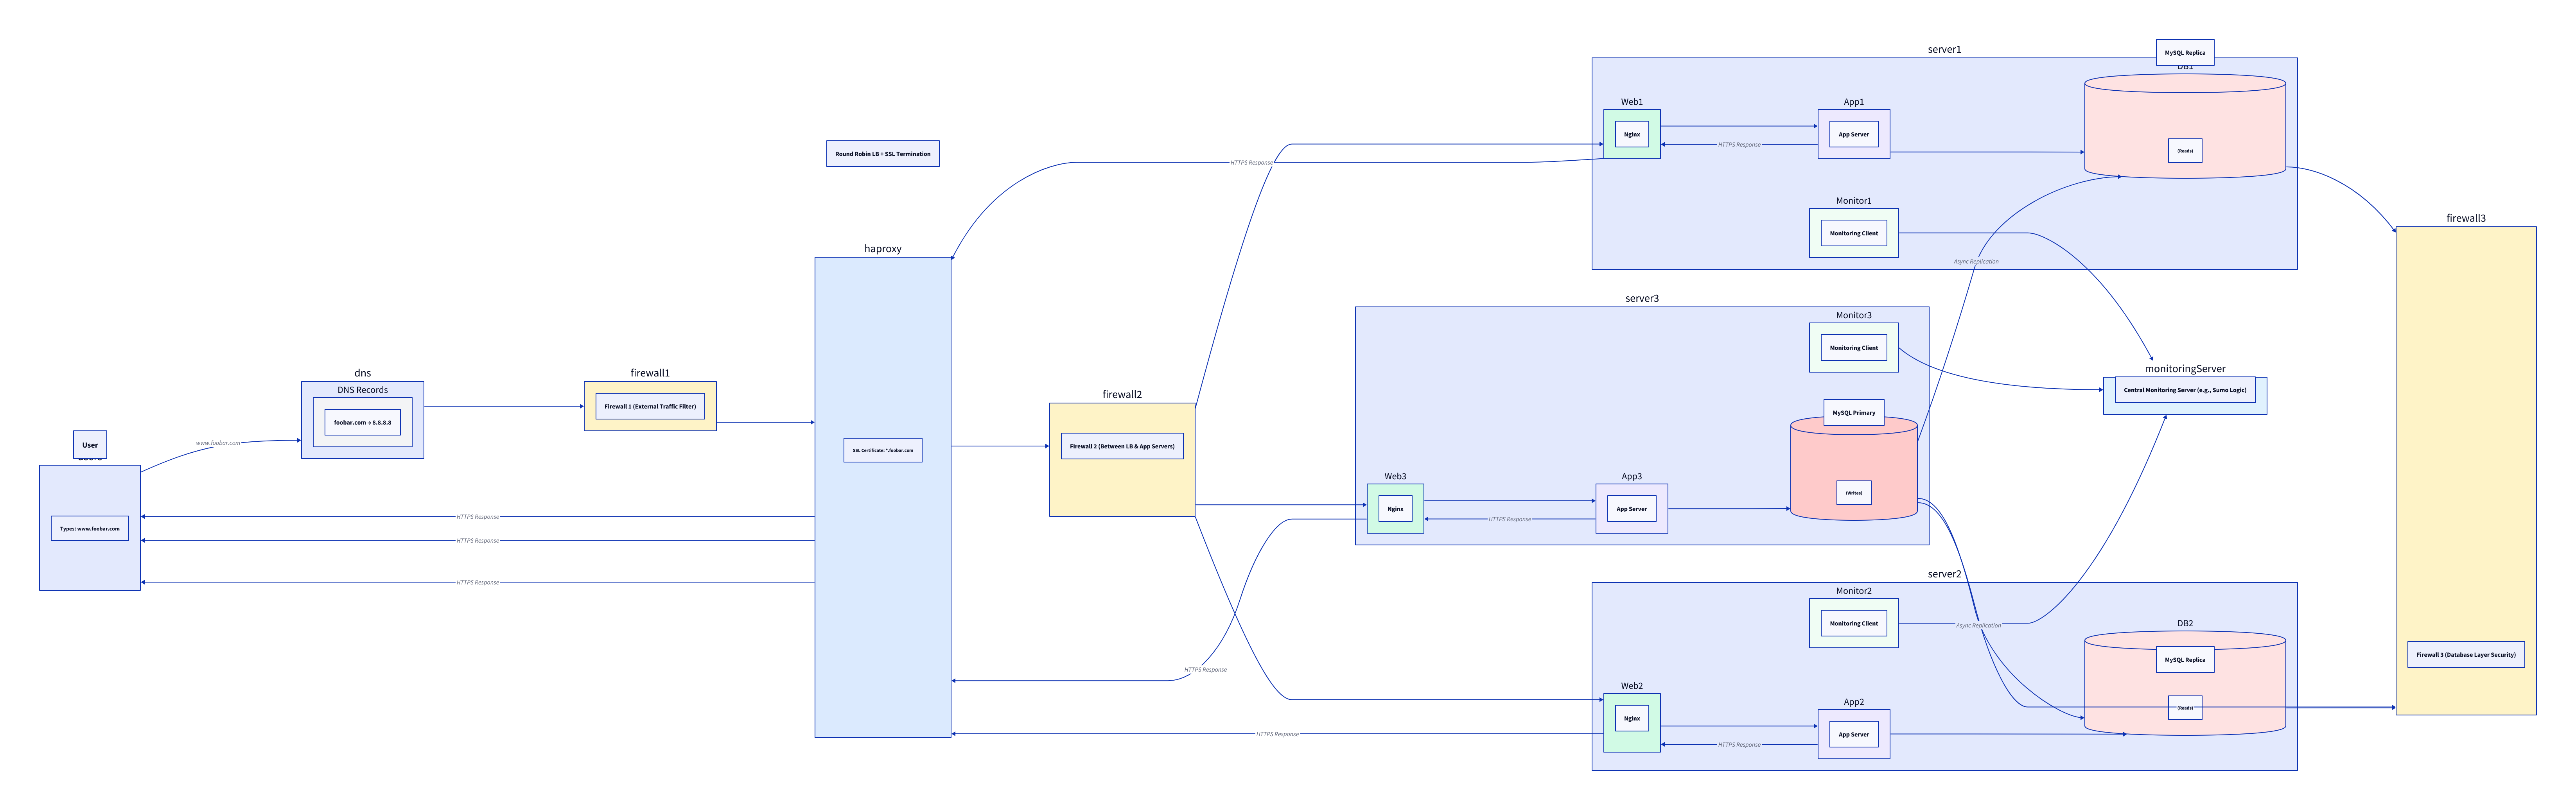 User
Types: www.foobar.com
www.foobar.com
dns
DNS Records
foobar.com → 8.8.8.8
firewall1
Firewall 1 (External Traffic Filter)
HTTPS Response
HTTPS Response
HTTPS Response
Round Robin LB + SSL Termination
haproxy
SSL Certificate: *.foobar.com
firewall2
Firewall 2 (Between LB & App Servers)
HTTPS Response
HTTPS Response
HTTPS Response
server1
Web1
Nginx
HTTPS Response
App1
App Server
MySQL Replica
DB1
(Reads)
Monitor1
Monitoring Client
Async Replication
server3
Monitor3
Monitoring Client
MySQL Primary
(Writes)
Web3
Nginx
HTTPS Response
App3
App Server
monitoringServer
Central Monitoring Server (e.g., Sumo Logic)
server2
Monitor2
Monitoring Client
Async Replication
DB2
MySQL Replica
(Reads)
Web2
Nginx
HTTPS Response
App2
App Server
firewall3
Firewall 3 (Database Layer Security)